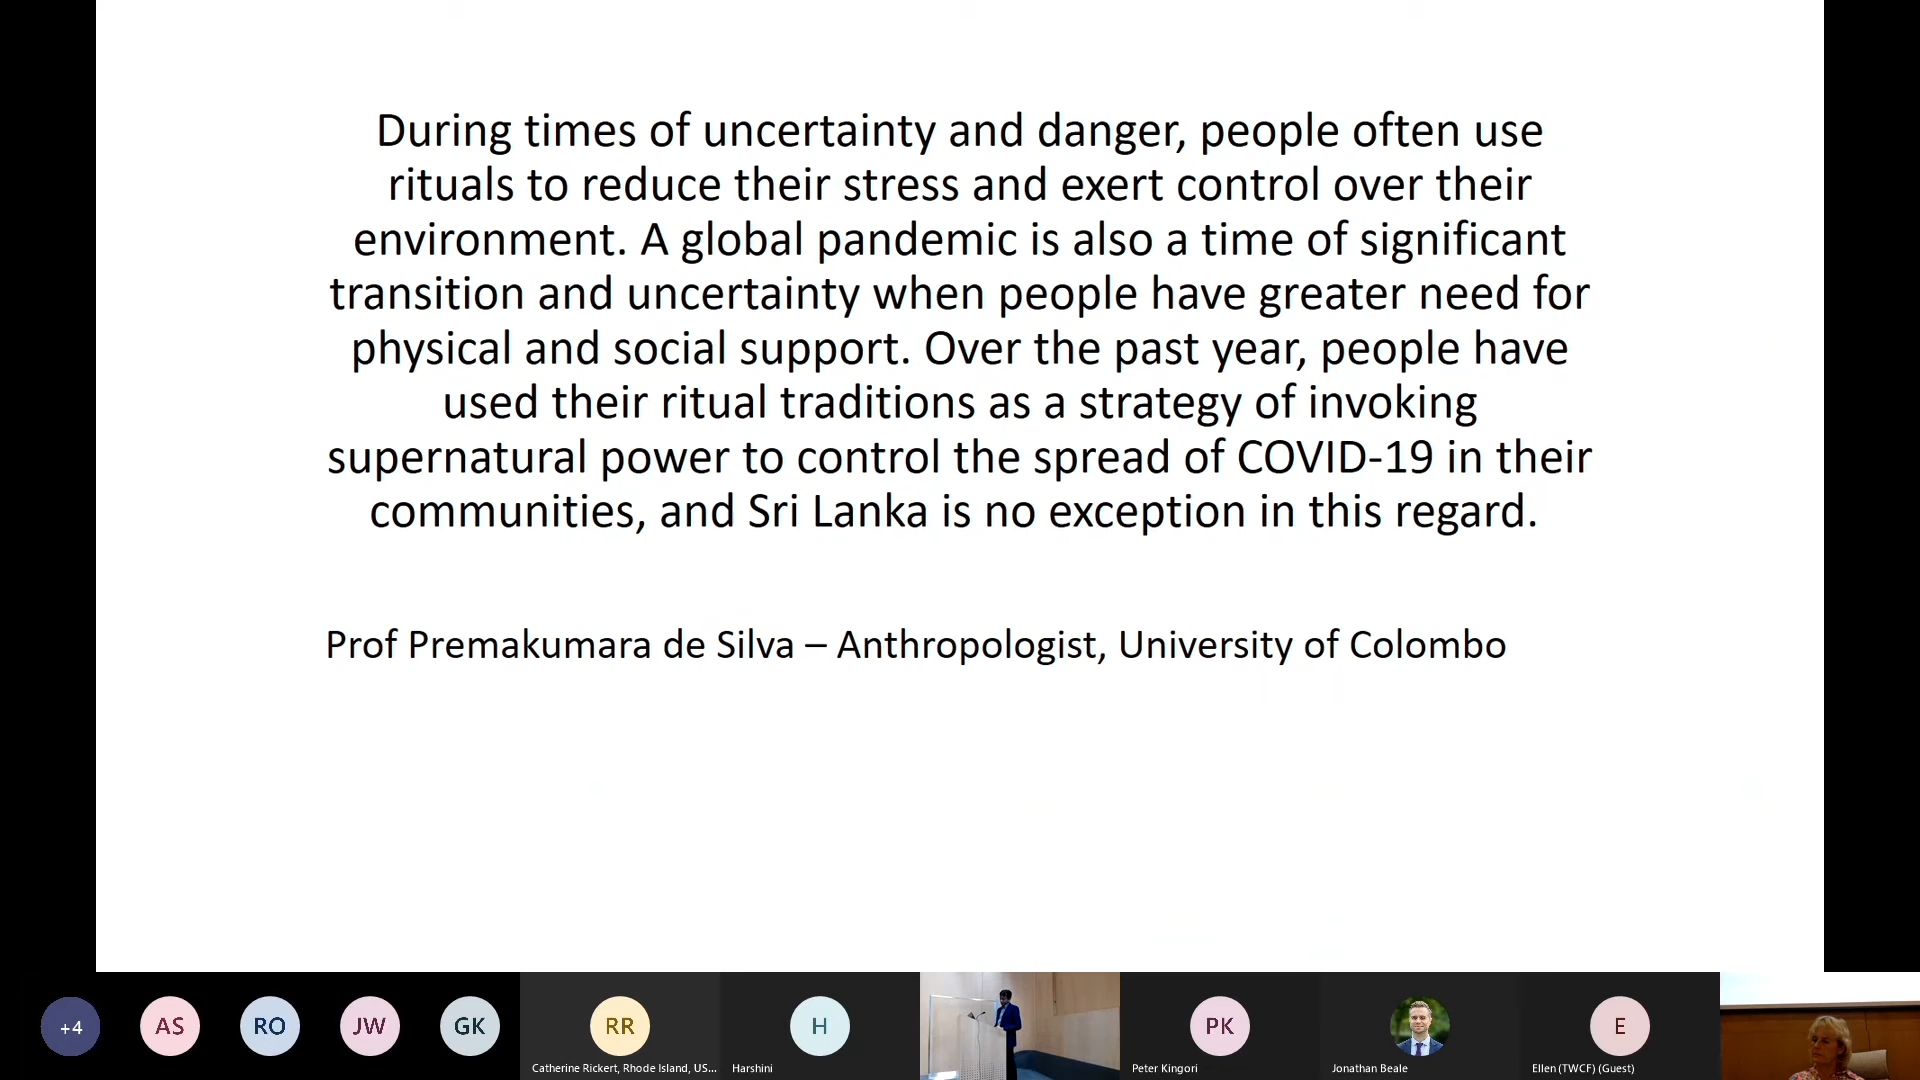 During times of uncertainty and danger, people often use
rituals to reduce their stress and exert control over their
environment. A global pandemic is also a time of significant
transition and uncertainty when people have greater need for
physical and social support. Over the past year, people have
used their ritual traditions as a strategy of invoking
supernatural power to control the spread of COVID-19 in their
communities, and Sri Lanka is no exception in this regard.
Prof Premakumara de Silva – Anthropologist, University of Colombo
+4
AS
RO
JW
GK
RR
Catherine Rickert, Rhode Island, US...
H
Harshini
PK
Peter Kingori
Jonathan Beale
E
Ellen (TWCF) (Guest)